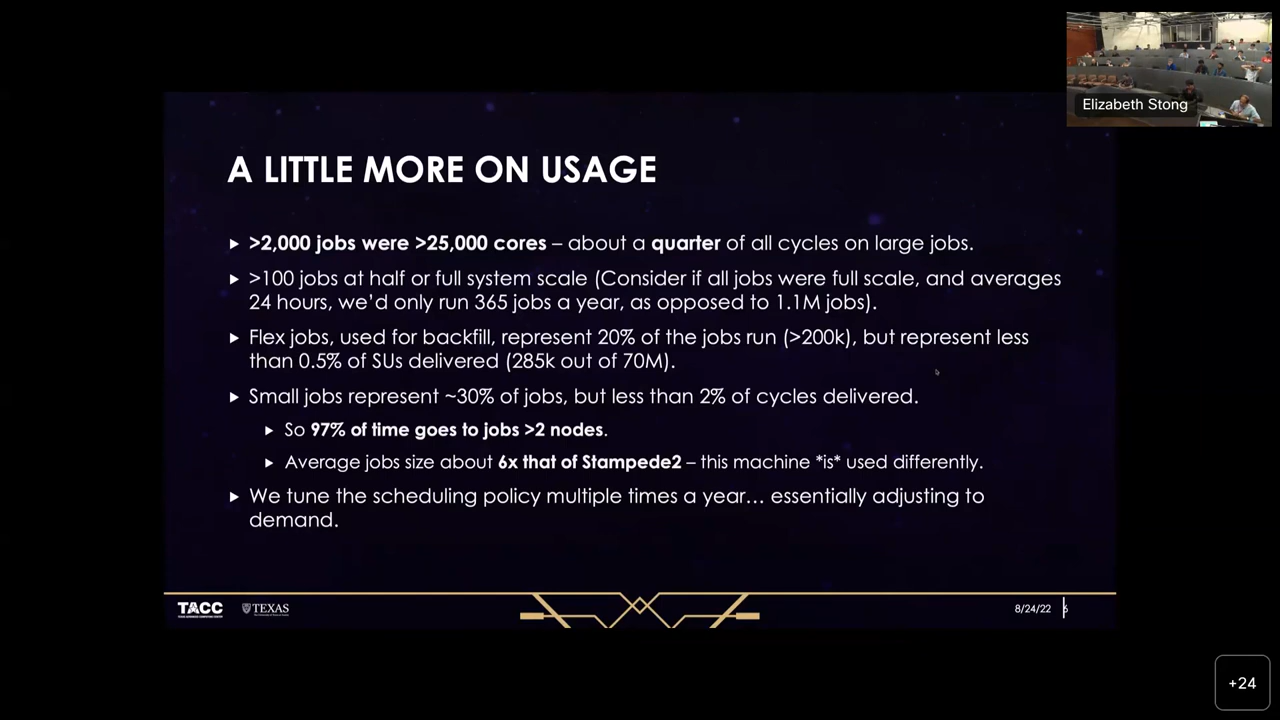 Elizabeth Stong
A LITTLE MORE ON USAGE
>2,000 jobs were >25,000 cores – about a quarter of all cycles on large jobs.
>100 jobs at half or full system scale (Consider if all jobs were full scale, and averages
24 hours, we'd only run 365 jobs a year, as opposed to 1.1M jobs).
Flex jobs, used for backfill, represent 20% of the jobs run (>200k), but represent less
than 0.5% of SUs delivered (285k out of 70M).
Small jobs represent ~30% of jobs, but less than 2% of cycles delivered.
So 97% of time goes to jobs >2 nodes.
Average jobs size about 6x that of Stampede2 – this machine *is* used differently.
We tune the scheduling policy multiple times a year… essentially adjusting to
demand.
TACC
TEXAS
8/24/22
6
+24